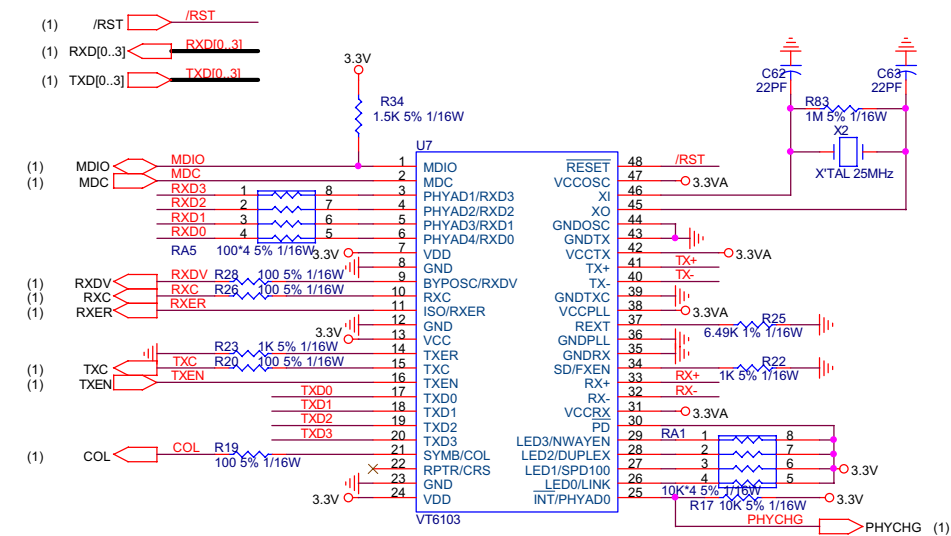 (1) /RST /RST
(1) RXD[0..3] RXD[0..3]
(1) TXD[0..3] TXD[0..3]
3.3V
R34
1.5K 5% 1/16W
C62
22PF
C63
22PF
R83
1M 5% 1/16W
X2
X'TAL 25MHz
U7
(1) MDIO MDIO 1 MDIO
(1) MDC MDC 2 MDC
RXD3 1 8 3 PHYAD1/RXD3
RXD2 2 7 4 PHYAD2/RXD2
RXD1 3 6 5 PHYAD3/RXD1
RXD0 4 5 6 PHYAD4/RXD0
RA5 100*4 5% 1/16W 3.3V 7 VDD
8 GND
(1) RXDV RXDV R28 100 5% 1/16W 9 BYPOSC/RXDV
(1) RXC RXC R26 100 5% 1/16W 10 RXC
(1) RXER RXER 11 ISO/RXER
12 GND
3.3V 13 VCC
R23 1K 5% 1/16W 14 TXER
(1) TXC TXC R20 100 5% 1/16W 15 TXC
(1) TXEN TXEN 16 TXEN
TXD0 17 TXD0
TXD1 18 TXD1
TXD2 19 TXD2
TXD3 20 TXD3
(1) COL COL R19 100 5% 1/16W 21 SYMB/COL
22 RPTR/CRS
23 GND
3.3V 24 VDD
VT6103
RESET 48 /RST
VCCOSC 47 3.3VA
XI 46
XO 45
GNDOSC 44
GNDTX 43
VCCTX 42 3.3VA
TX+ 41 TX+
TX- 40 TX-
GNDTXC 39
VCCPLL 38 3.3VA
REXT 37 R25 6.49K 1% 1/16W
GNDPLL 36
GNDRX 35
SD/FXEN 34 R22 1K 5% 1/16W
RX+ 33 RX+
RX- 32 RX-
VCCRX 31 3.3VA
PD 30
LED3/NWAYEN 29 RA1 1 8
LED2/DUPLEX 28 2 7
LED1/SPD100 27 3 6 3.3V
LED0/LINK 26 4 5
10K*4 5% 1/16W
INT/PHYAD0 25 R17 10K 5% 1/16W 3.3V
PHYCHG PHYCHG (1)